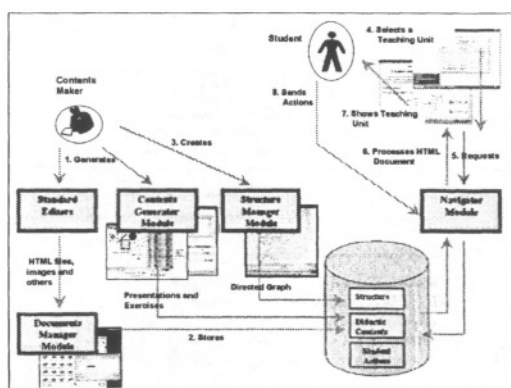 Student
4. Selects a
Teaching Unit
Contents
Maker
8. Sends
Actions
7. Shows Teaching
Unit
3. Creates
6. Processes HTML
Document
5. Requests
1. Generates
Standard
Editors
Contents
Generator
Module
Structure
Manager
Module
Navigator
Module
HTML files,
images and
others
Presentations and
Exercises
Directed Graph
Structure
Didactic
Contents
Student
Actions
Documents
Manager
Module
2. Stores